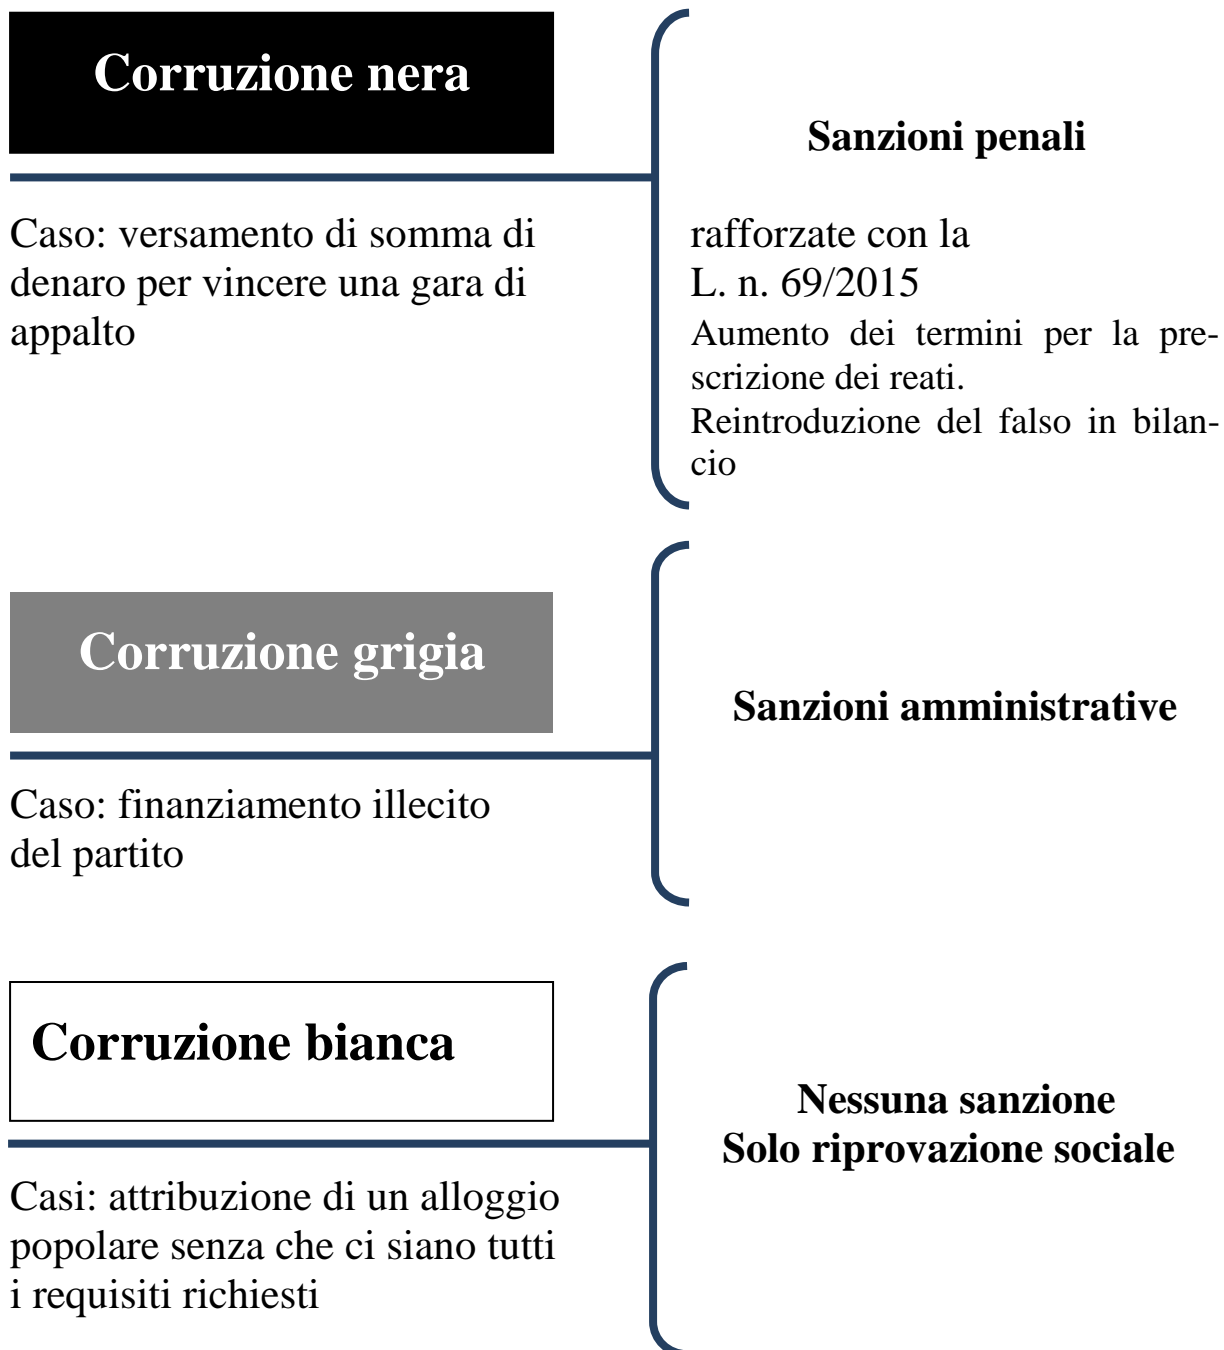 Corruzione nera
Sanzioni penali
Caso: versamento di somma di
denaro per vincere una gara di
appalto
rafforzate con la
L. n. 69/2015
Aumento dei termini per la pre-
scrizione dei reati.
Reintroduzione del falso in bilan-
cio
Corruzione grigia
Sanzioni amministrative
Caso: finanziamento illecito
del partito
Corruzione bianca
Nessuna sanzione
Solo riprovazione sociale
Casi: attribuzione di un alloggio
popolare senza che ci siano tutti
i requisiti richiesti